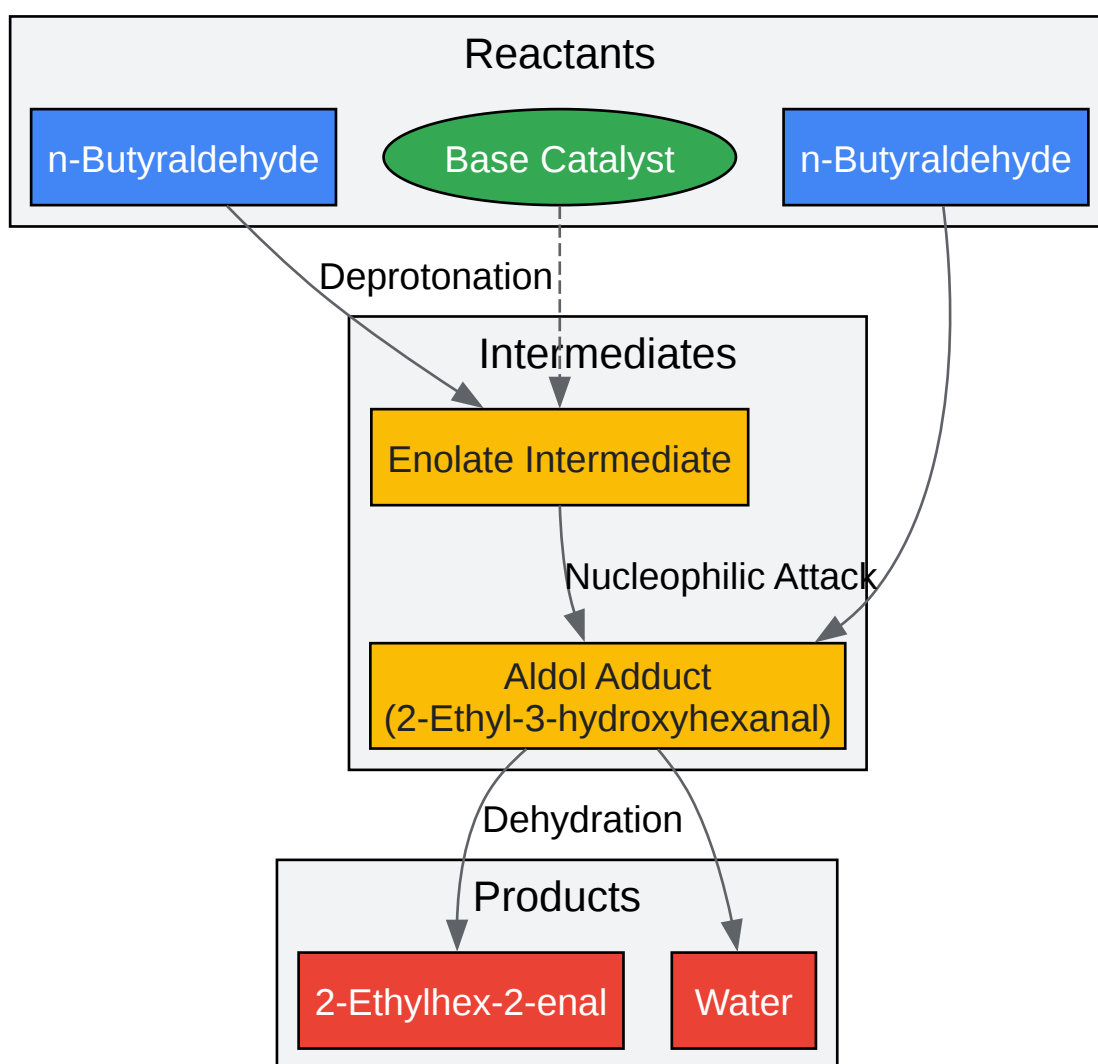 Reactants
n-Butyraldehyde
Base Catalyst
n-Butyraldehyde
Deprotonation
Intermediates
Enolate Intermediate
Nucleophilic Attack
Aldol Adduct
(2-Ethyl-3-hydroxyhexanal)
Dehydration
Products
2-Ethylhex-2-enal
Water